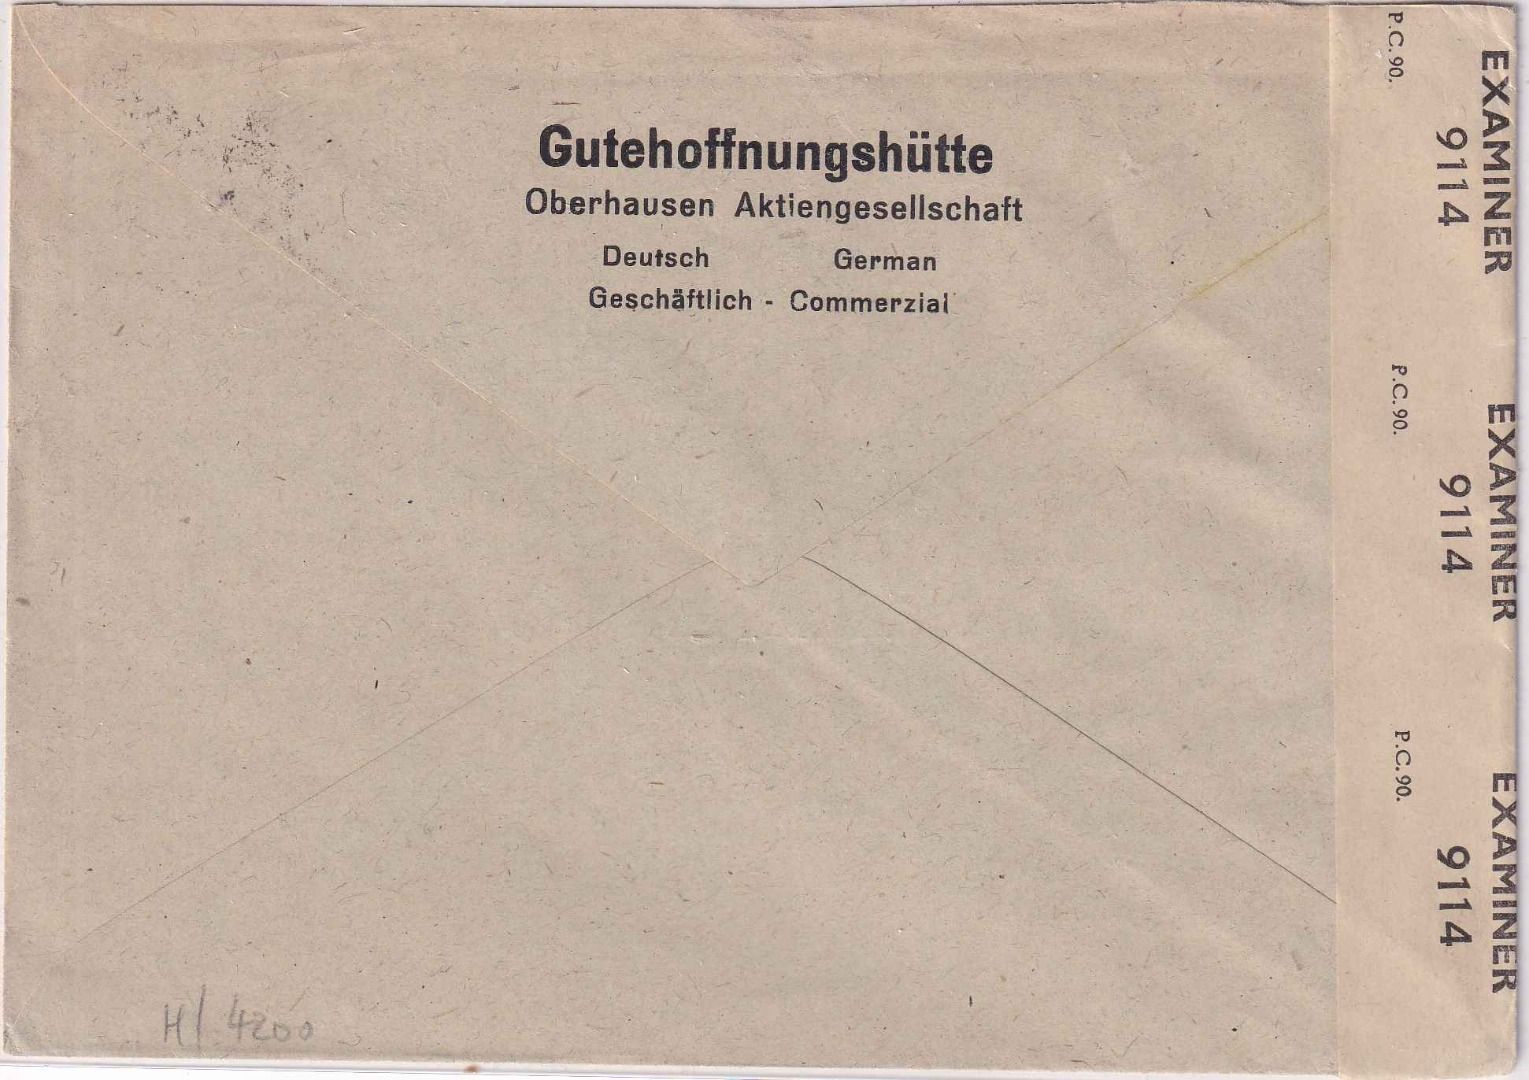 Gutehoffnungshütte
Oberhausen Aktiengesellschaft
Deutsch German
Geschäftlich - Commerzial
P.C. 90.
EXAMINER
9114
P.C. 90.
EXAMINER
9114
P.C. 90.
EXAMINER
9114
H/ 4200